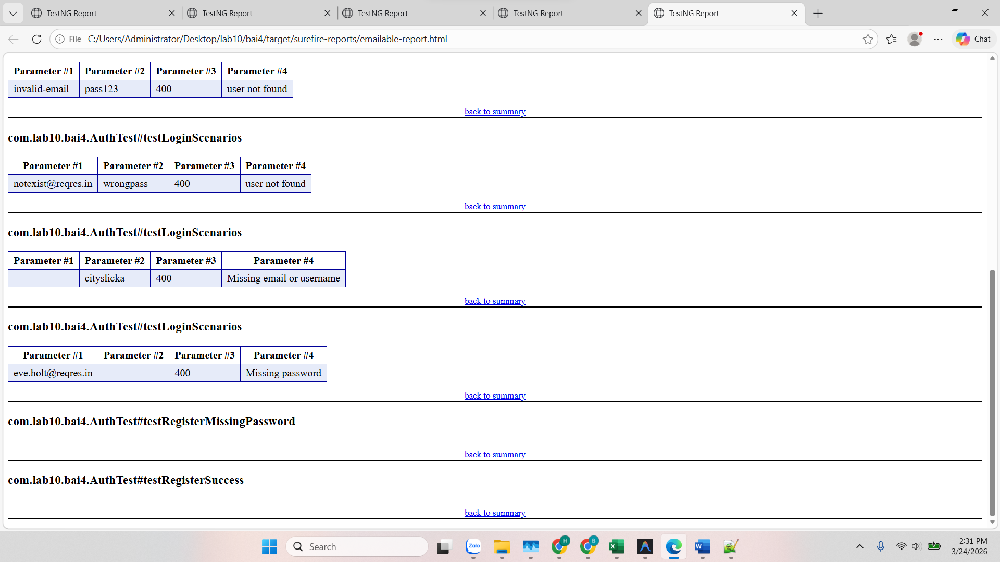 TestNG Report TestNG Report TestNG Report TestNG Report TestNG Report
File C:/Users/Administrator/Desktop/lab10/bai4/target/surefire-reports/emailable-report.html Chat
Parameter #1 Parameter #2 Parameter #3 Parameter #4
invalid-email pass123 400 user not found
back to summary
com.lab10.bai4.AuthTest#testLoginScenarios
Parameter #1 Parameter #2 Parameter #3 Parameter #4
notexist@reqres.in wrongpass 400 user not found
back to summary
com.lab10.bai4.AuthTest#testLoginScenarios
Parameter #1 Parameter #2 Parameter #3 Parameter #4
cityslicka 400 Missing email or username
back to summary
com.lab10.bai4.AuthTest#testLoginScenarios
Parameter #1 Parameter #2 Parameter #3 Parameter #4
eve.holt@reqres.in 400 Missing password
back to summary
com.lab10.bai4.AuthTest#testRegisterMissingPassword
back to summary
com.lab10.bai4.AuthTest#testRegisterSuccess
back to summary
Search Zalo H B X W 2:31 PM
3/24/2026